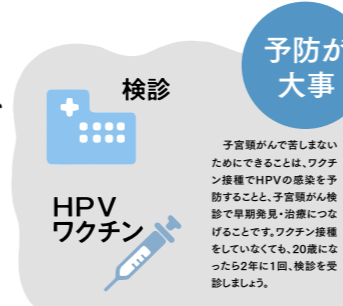 予防が
大事
検診
HPV
ワクチン
子宮頸がんで苦しまない
ためにできることは、ワクチ
ン接種でHPVの感染を予
防することと、子宮頸がん検
診で早期発見・治療につな
げることです。ワクチン接種
をしていなくても、20歳にな
ったら2年に1回、検診を受
診しましょう。